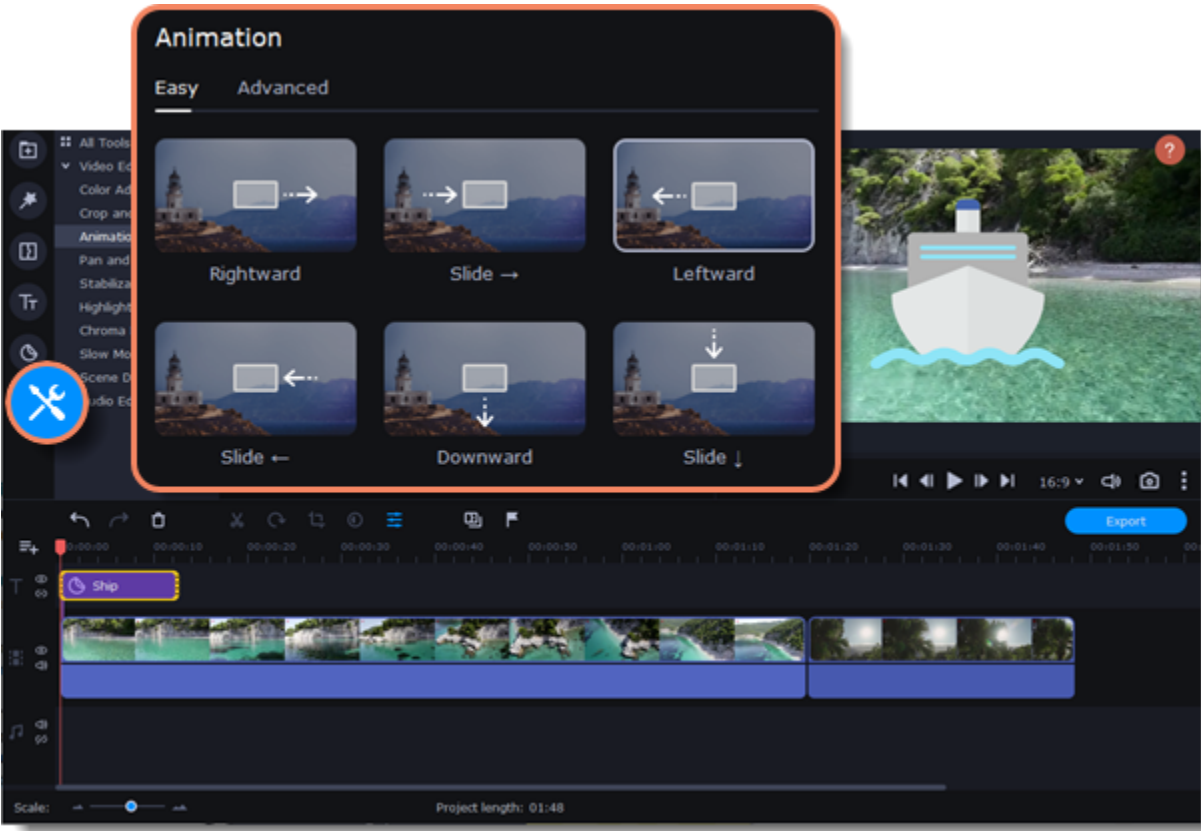 Animation
Easy Advanced
Rightward
Slide →
Leftward
Slide ←
Downward
Slide ↓
?
All Tools
Video Ed
Color Ad
Crop and
Animatio
Pan and
Stabiliza
Highlight
Chroma
Slow Mo
Scene D
udio Ed
16:9
Export
0:00:00 00:00:10 00:00:20 00:00:30 00:00:40 00:00:50 00:01:00 00:01:10 00:01:20 00:01:30 00:01:40 00:01:50 00:
Ship
Scale:
Project length: 01:48